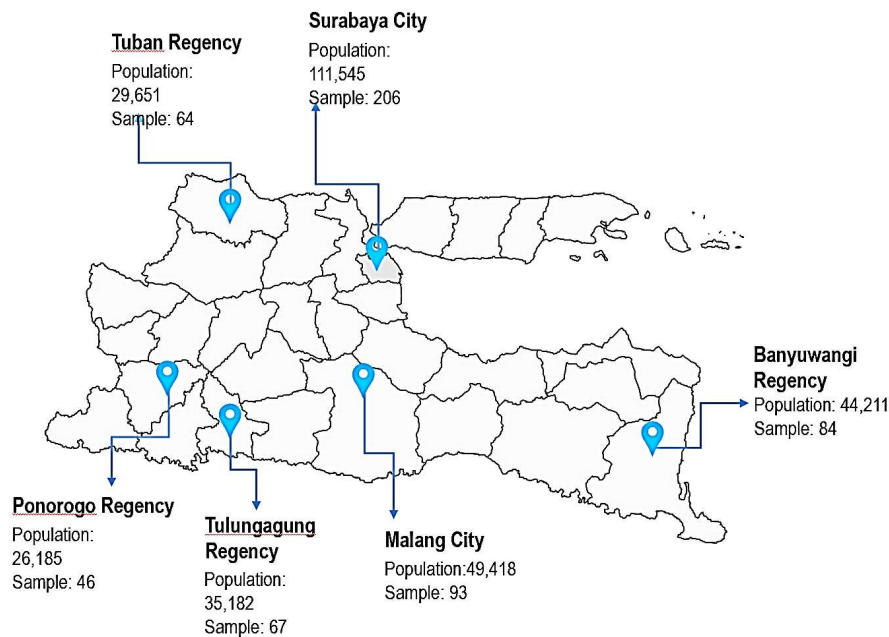 Surabaya City
Population:
111,545
Sample: 206
Tuban Regency
Population:
29,651
Sample: 64
Banyuwangi
Regency
Population: 44,211
Sample: 84
Ponorogo Regency
Population:
26,185
Sample: 46
Tulungagung
Regency
Population:
35,182
Sample: 67
Malang City
Population:49,418
Sample: 93